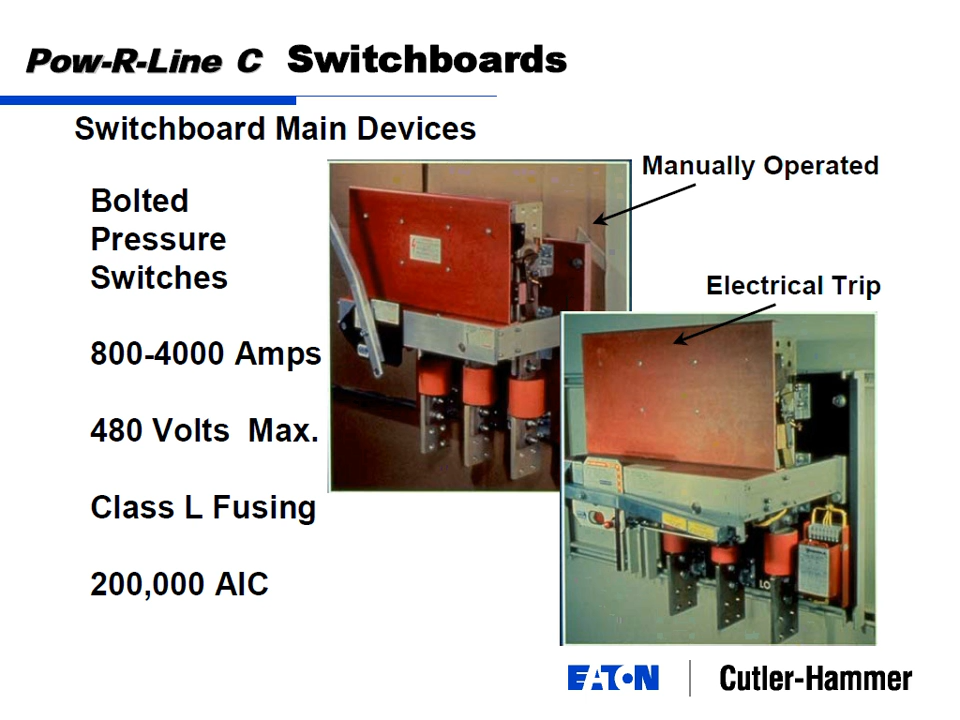 Pow-R-Line C Switchboards
Switchboard Main Devices
Manually Operated
Bolted
Pressure
Switches
Electrical Trip
800-4000 Amps
480 Volts Max.
Class L Fusing
LO
200,000 AIC
EATON
Cutler-Hammer